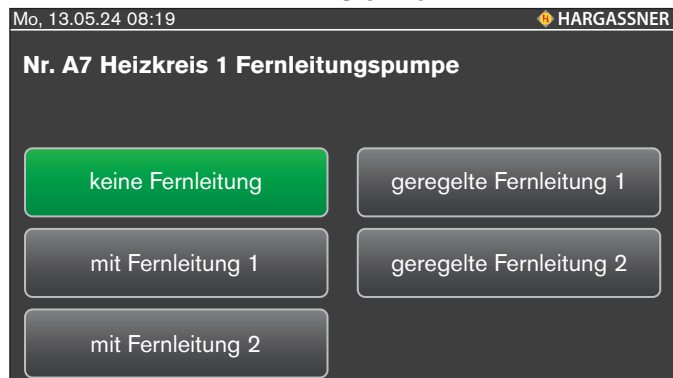 Mo, 13.05.24 08:19 HARGASSNER
Nr. A7 Heizkreis 1 Fernleitungspumpe
keine Fernleitung geregelte Fernleitung 1
mit Fernleitung 1 geregelte Fernleitung 2
mit Fernleitung 2